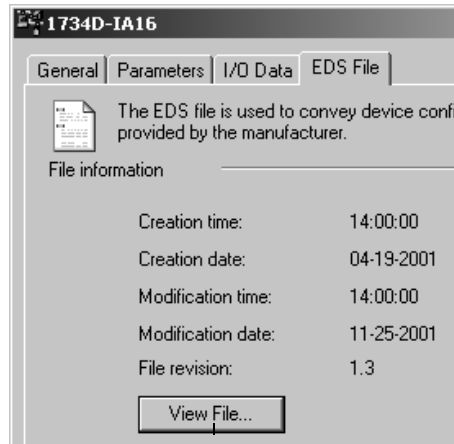 1734D-IA16
General Parameters I/O Data EDS File
The EDS file is used to convey device
provided by the manufacturer.
File information
Creation time: 14:00:00
Creation date: 04-19-2001
Modification time: 14:00:00
Modification date: 11-25-2001
File revision: 1.3
View File...